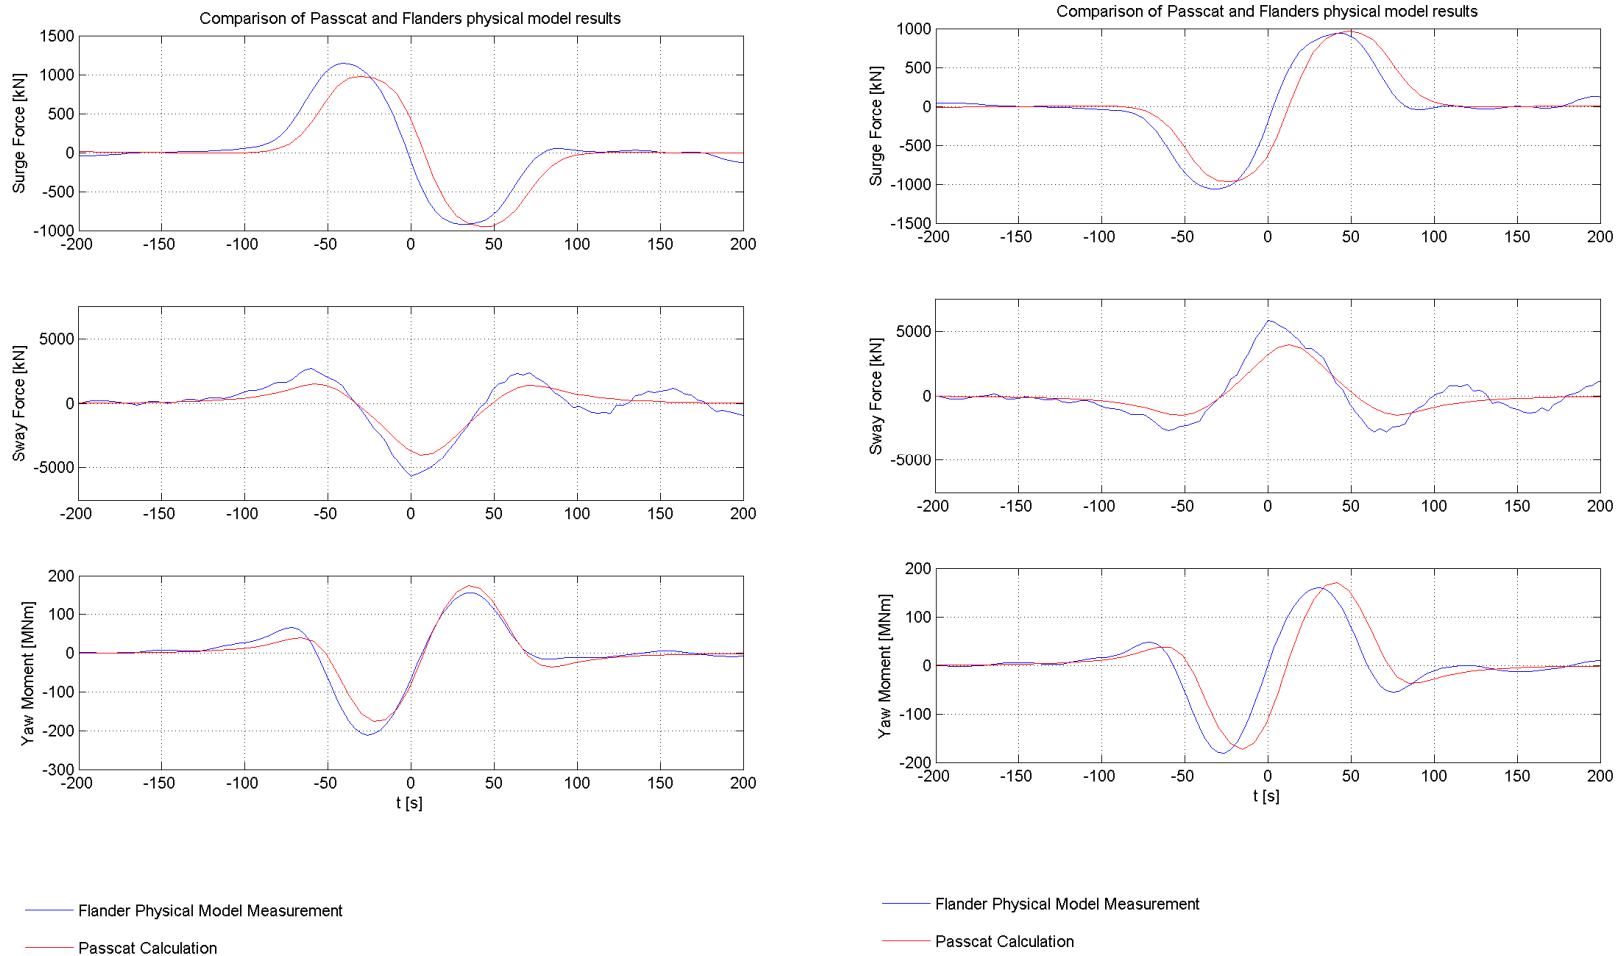 Comparison of Passcat and Flanders physical model results
1500
1000
500
0
-500
-1000
Surge Force [kN]
-200 -150 -100 -50 0 50 100 150 200
5000
0
-5000
Sway Force [kN]
-200 -150 -100 -50 0 50 100 150 200
200
100
0
-100
-200
-300
Yaw Moment [MNm]
-200 -150 -100 -50 0 50 100 150 200
t [s]
Flander Physical Model Measurement
Passcat Calculation
Comparison of Passcat and Flanders physical model results
1000
500
0
-500
-1000
-1500
Surge Force [kN]
-200 -150 -100 -50 0 50 100 150 200
5000
0
-5000
Sway Force [kN]
-200 -150 -100 -50 0 50 100 150 200
200
100
0
-100
-200
Yaw Moment [MNm]
-200 -150 -100 -50 0 50 100 150 200
t [s]
Flander Physical Model Measurement
Passcat Calculation